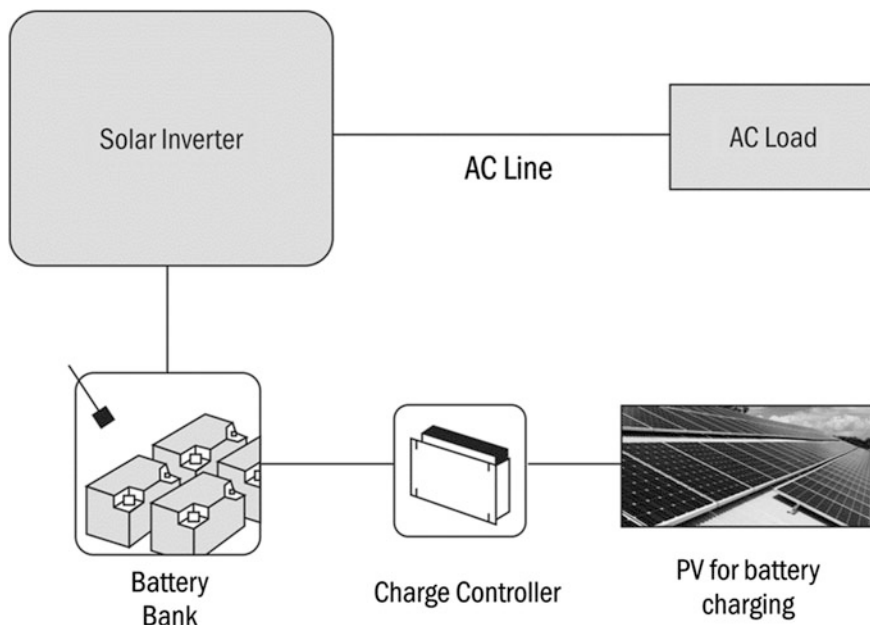 Solar Inverter
AC Load
AC Line
Battery
Bank
Charge Controller
PV for battery
charging